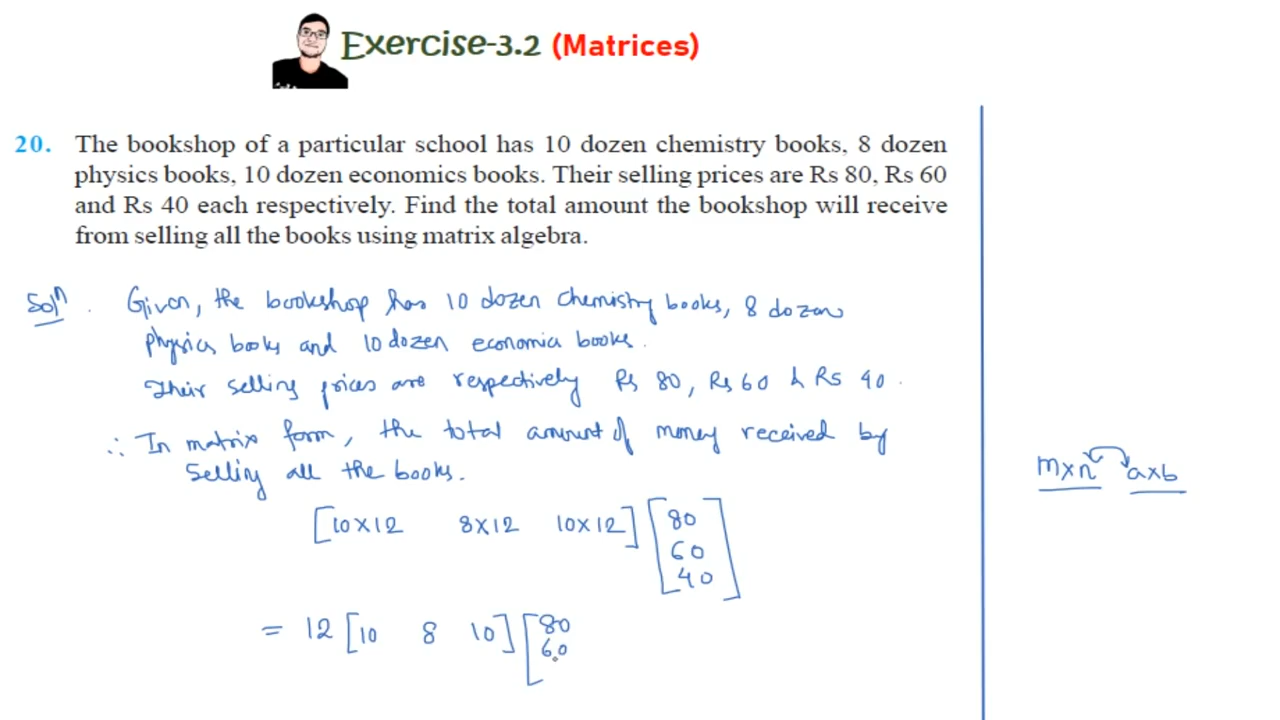 Exercise-3.2 (Matrices)
20. The bookshop of a particular school has 10 dozen chemistry books, 8 dozen
physics books, 10 dozen economics books. Their selling prices are Rs 80, Rs 60
and Rs 40 each respectively. Find the total amount the bookshop will receive
from selling all the books using matrix algebra.
Solⁿ. Given, the bookshop has 10 dozen chemistry books, 8 dozen
physics books and 10 dozen economics books.
Their selling prices are respectively Rs 80, Rs 60 & Rs 40.
∴ In matrix form, the total amount of money received by
selling all the books.
m×n a×b
[10×12 8×12 10×12] [80
60
40]
= 12 [10 8 10] [80
60